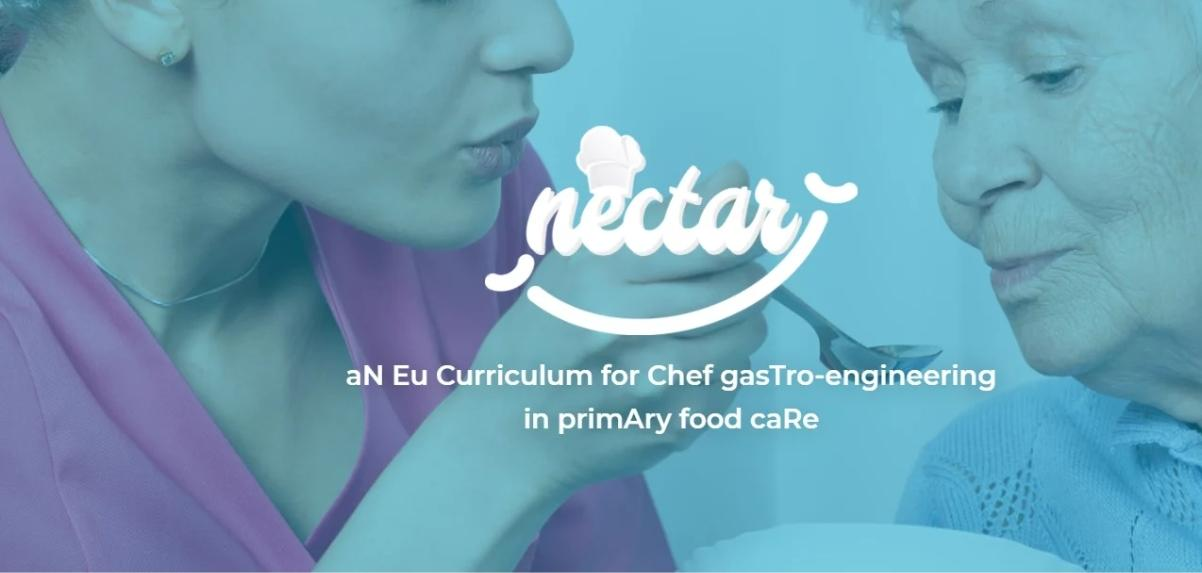 nectar
aN Eu Curriculum for Chef gasTro-engineering
in primAry food caRe